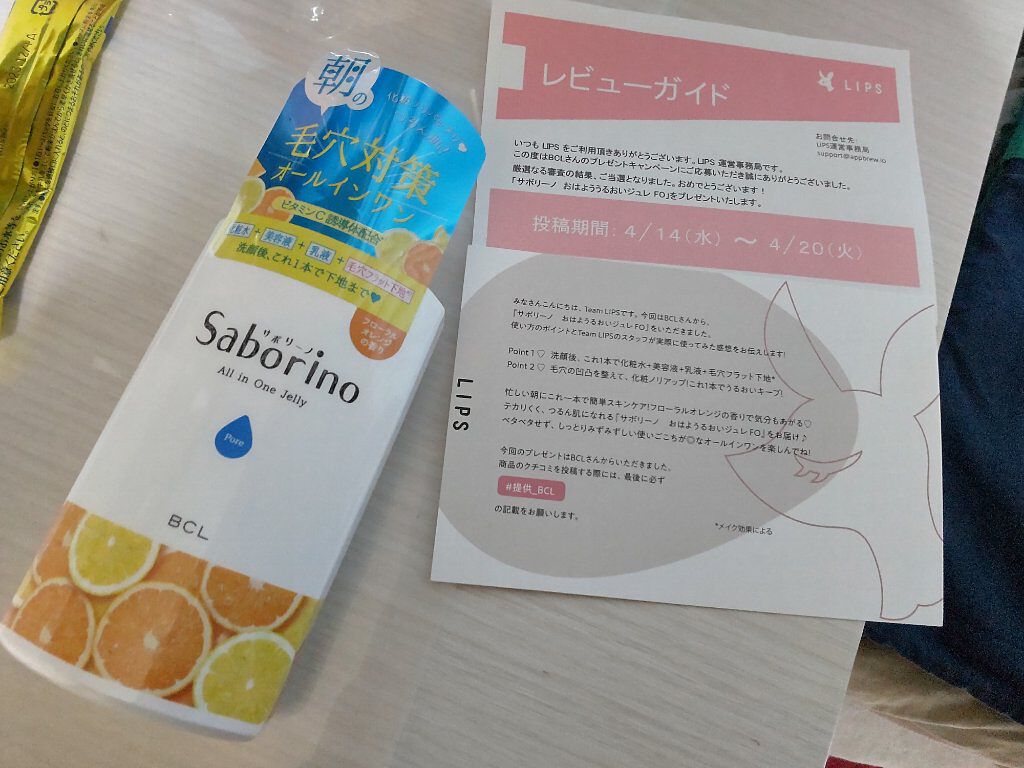 朝の
毛穴対策
オールインワン
ビタミンC誘導体配合
化粧水+美容液+乳液+毛穴フラット下地*
洗顔後、これ1本で下地まで♥
フローラル
オレンジ
の香り
サボリーノ
Saborino
All in One Jelly
Pure
BCL
レビューガイド
LIPS
お問合せ先:
LIPS運営事務局
support@appbrew.io
いつも LIPS をご利用頂きありがとうございます。LIPS 運営事務局です。
この度はBCLさんのプレゼントキャンペーンにご応募いただき誠にありがとうございました。
厳選なる審査の結果、ご当選となりました。おめでとうございます!
「サボリーノ おはようるおいジュレ FO」をプレゼントいたします。
投稿期間: 4/14(水) ～ 4/20(火)
みなさんこんにちは、Team LIPSです。今回はBCLさんから、
「サボリーノ おはようるおいジュレ FO」をいただきました。
使い方のポイントとTeam LIPSのスタッフが実際に使ってみた感想をお伝えします!
Point 1♡ 洗顔後、これ1本で化粧水+美容液+乳液+毛穴フラット下地*
Point 2♡ 毛穴の凹凸を整えて、化粧ノリアップ!これ1本でうるおいキープ!
忙しい朝にこれ一本で簡単スキンケア!フローラルオレンジの香りで気分もあがる♡
テカりにくく、つるん肌になれる「サボリーノ おはようるおいジュレ FO」をお届け♪
ベタベタせず、しっとりみずみずしい使いごこちが◎なオールインワンを楽しんでね!
LIPS
今回のプレゼントはBCLさんからいただきました。
商品のクチコミを投稿する際には、最後に必ず
#提供_BCL
の記載をお願いします。
*メイク効果による